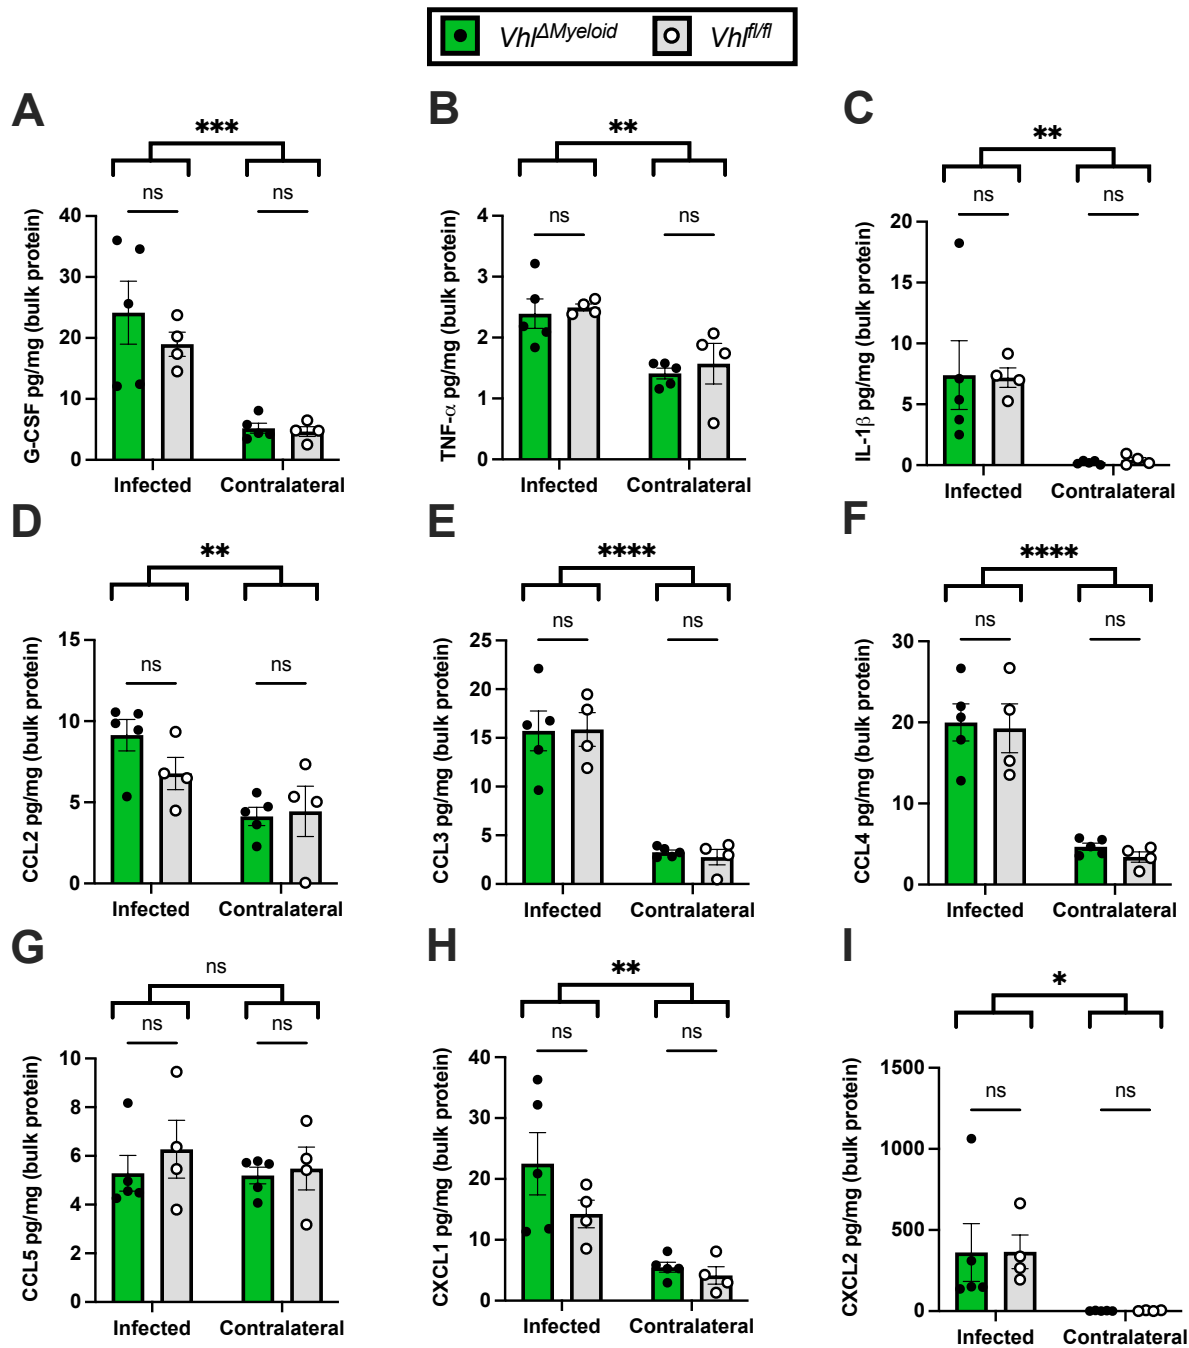 Vhl^ΔMyeloid Vhl^fl/fl
A
***
ns ns
G-CSF pg/mg (bulk protein)
40
30
20
10
0
Infected Contralateral
B
**
ns ns
TNF-α pg/mg (bulk protein)
4
3
2
1
0
Infected Contralateral
C
**
ns ns
IL-1β pg/mg (bulk protein)
20
15
10
5
0
Infected Contralateral
D
**
ns ns
CCL2 pg/mg (bulk protein)
15
10
5
0
Infected Contralateral
E
****
ns ns
CCL3 pg/mg (bulk protein)
25
20
15
10
5
0
Infected Contralateral
F
****
ns ns
CCL4 pg/mg (bulk protein)
30
20
10
0
Infected Contralateral
G
ns
ns ns
CCL5 pg/mg (bulk protein)
10
8
6
4
2
0
Infected Contralateral
H
**
ns ns
CXCL1 pg/mg (bulk protein)
40
30
20
10
0
Infected Contralateral
I
*
ns ns
CXCL2 pg/mg (bulk protein)
1500
1000
500
0
Infected Contralateral